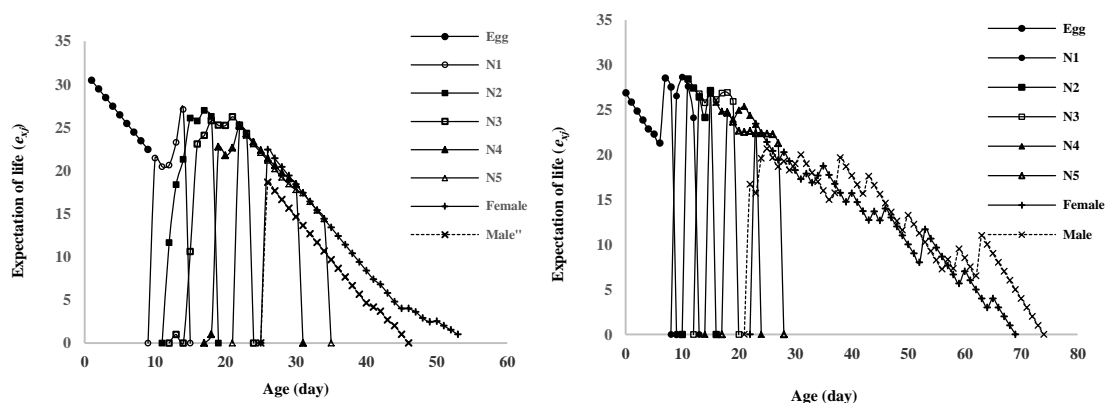 Expectation of life (exj)
35
30
25
20
15
10
5
0
0 10 20 30 40 50 60
Age (day)
Egg
N1
N2
N3
N4
N5
Female
Male"
Expectation of life (exj)
35
30
25
20
15
10
5
0
0 10 20 30 40 50 60 70 80
Age (day)
Egg
N1
N2
N3
N4
N5
Female
Male